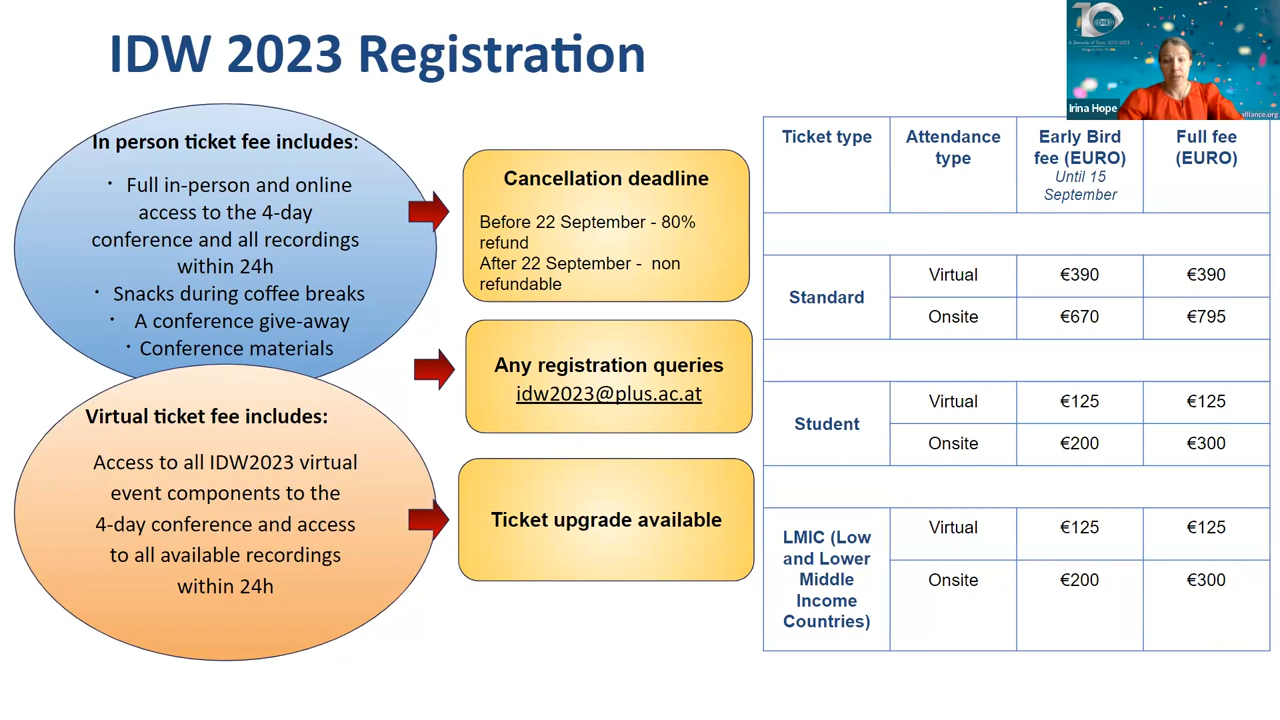 IDW 2023 Registration
In person ticket fee includes:
· Full in-person and online
access to the 4-day
conference and all recordings
within 24h
· Snacks during coffee breaks
· A conference give-away
· Conference materials
Virtual ticket fee includes:
Access to all IDW2023 virtual
event components to the
4-day conference and access
to all available recordings
within 24h
Cancellation deadline
Before 22 September - 80%
refund
After 22 September - non
refundable
Any registration queries
idw2023@plus.ac.at
Ticket upgrade available
Irina Hope
alliance.org
Ticket type Attendance type Early Bird fee (EURO) Until 15 September Full fee (EURO)
Standard
Virtual €390 €390
Onsite €670 €795
Student
Virtual €125 €125
Onsite €200 €300
LMIC (Low
and Lower
Middle
Income
Countries)
Virtual €125 €125
Onsite €200 €300